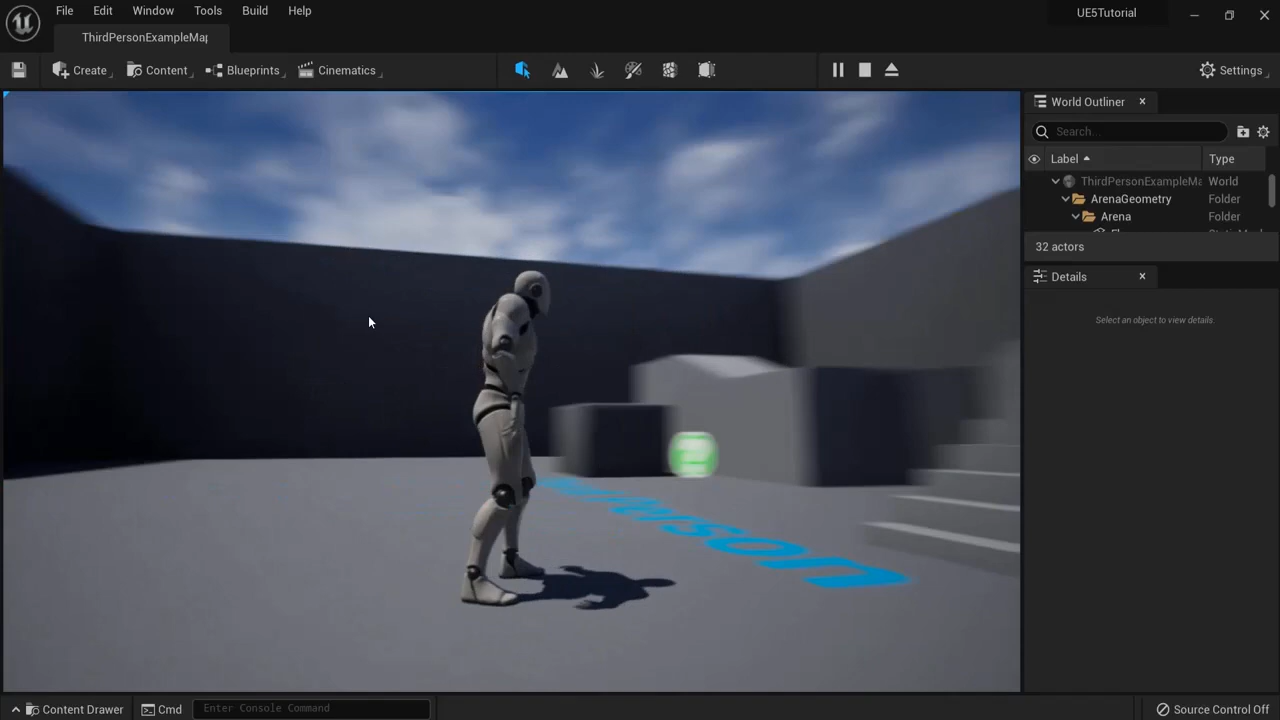 File Edit Window Tools Build Help
UE5Tutorial
ThirdPersonExampleMap
Create Content Blueprints Cinematics Settings
World Outliner
Search...
Label Type
ThirdPersonExampleMa World
ArenaGeometry Folder
Arena Folder
32 actors
Details
Select an object to view details.
Content Drawer Cmd Enter Console Command Source Control Off